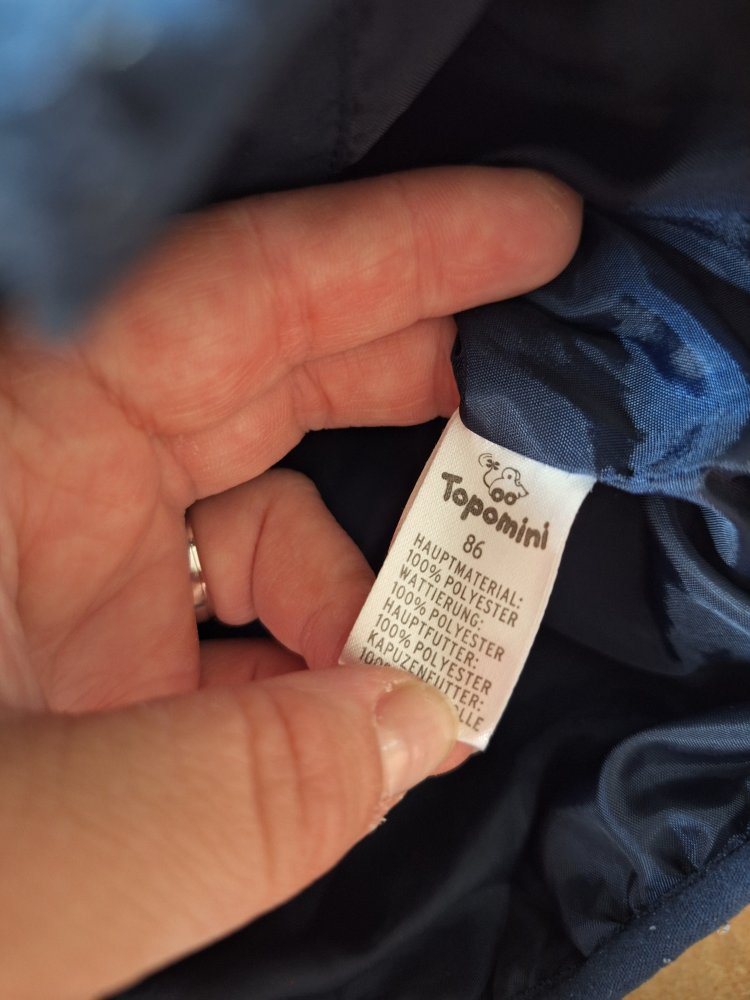 Topomini
86
HAUPTMATERIAL:
100% POLYESTER
WATTIERUNG:
100% POLYESTER
HAUPTFUTTER:
100% POLYESTER
KAPUZENFUTTER: